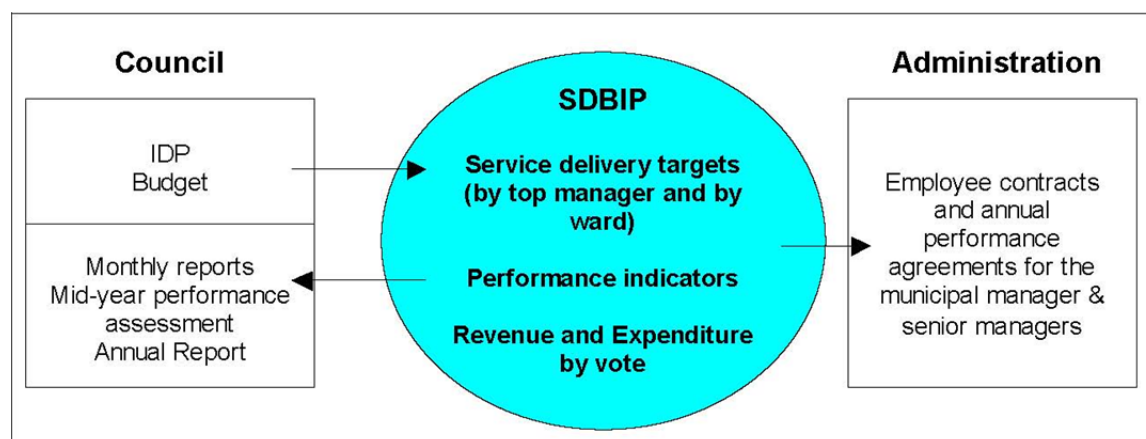 Council
IDP
Budget
Monthly reports
Mid-year performance
assessment
Annual Report
SDBIP
Service delivery targets
(by top manager and by
ward)
Performance indicators
Revenue and Expenditure
by vote
Administration
Employee contracts
and annual
performance
agreements for the
municipal manager &
senior managers